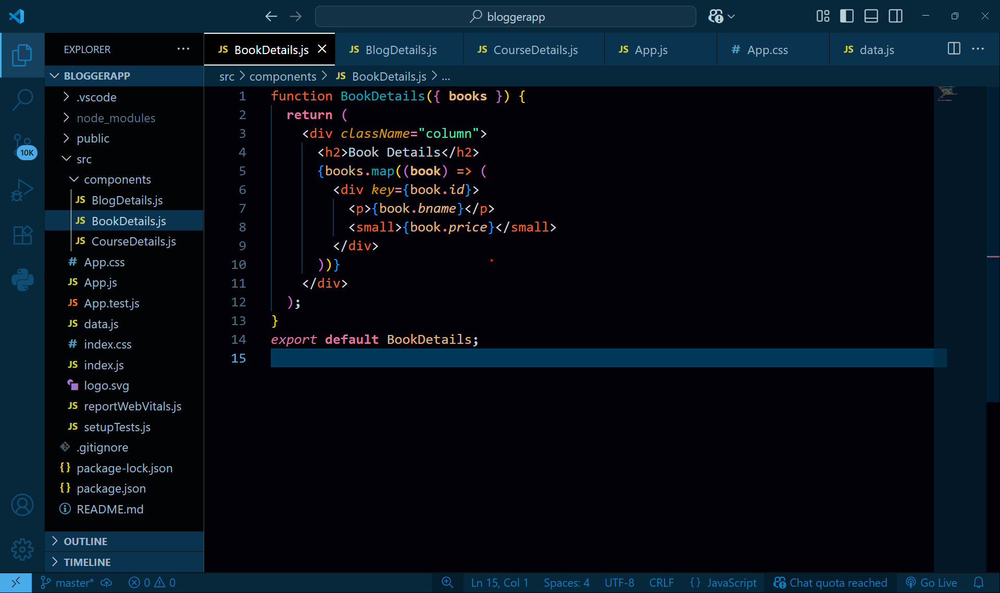 bloggerapp
EXPLORER
BookDetails.js
BlogDetails.js
CourseDetails.js
App.js
App.css
data.js
BLOGGERAPP
.vscode
node_modules
public
src
components
BlogDetails.js
BookDetails.js
CourseDetails.js
App.css
App.js
App.test.js
data.js
index.css
index.js
logo.svg
reportWebVitals.js
setupTests.js
.gitignore
package-lock.json
package.json
README.md
OUTLINE
TIMELINE
10K
src > components > JS BookDetails.js > ...
1 function BookDetails({ books }) {
2 return (
3 <div className="column">
4 <h2>Book Details</h2>
5 {books.map((book) => (
6 <div key={book.id}>
7 <p>{book.bname}</p>
8 <small>{book.price}</small>
9 </div>
10 ))}
11 </div>
12 );
13 }
14 export default BookDetails;
15
master* 0 0 Ln 15, Col 1 Spaces: 4 UTF-8 CRLF {} JavaScript Chat quota reached Go Live